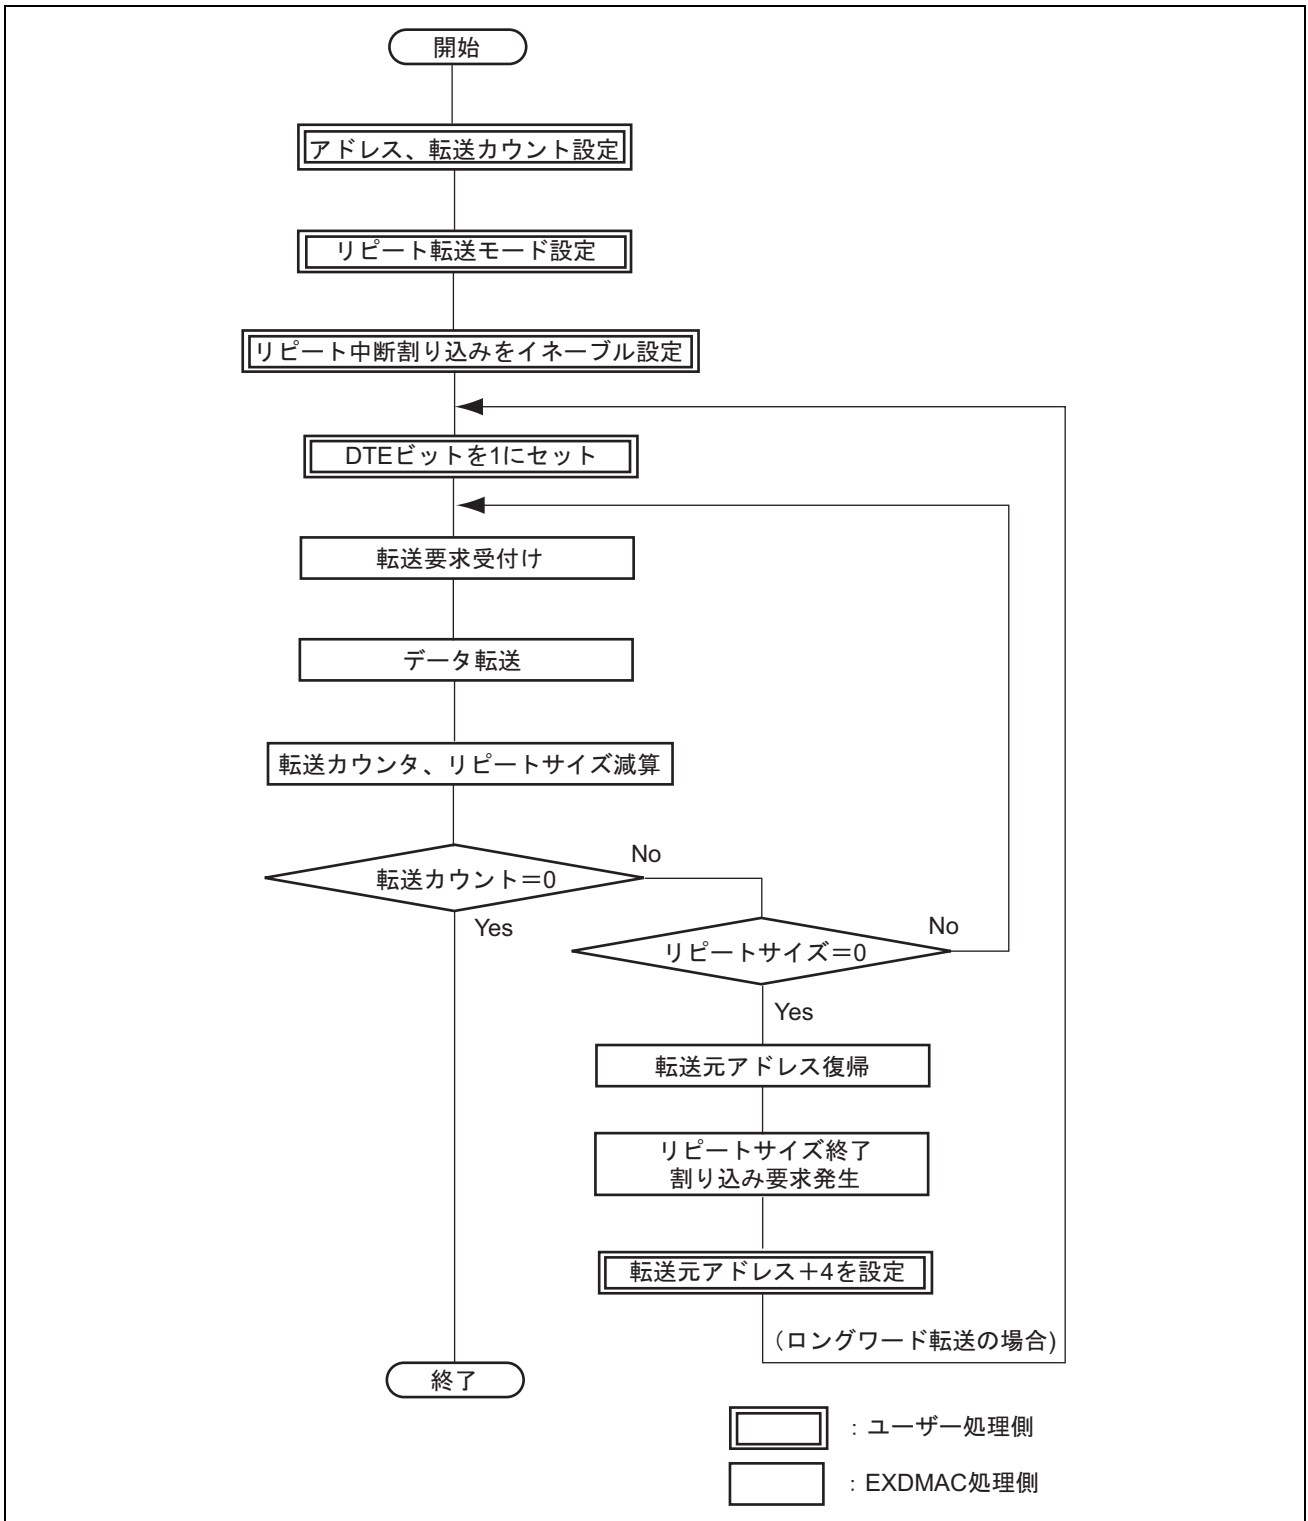 開始
アドレス、転送カウント設定
リピート転送モード設定
リピート中断割り込みをイネーブル設定
DTEビットを1にセット
転送要求受付け
データ転送
転送カウンタ、リピートサイズ減算
転送カウント＝0
No
Yes
リピートサイズ＝0
No
Yes
転送元アドレス復帰
リピートサイズ終了
割り込み要求発生
転送元アドレス＋4を設定
（ロングワード転送の場合)
終了
：ユーザー処理側
：EXDMAC処理側